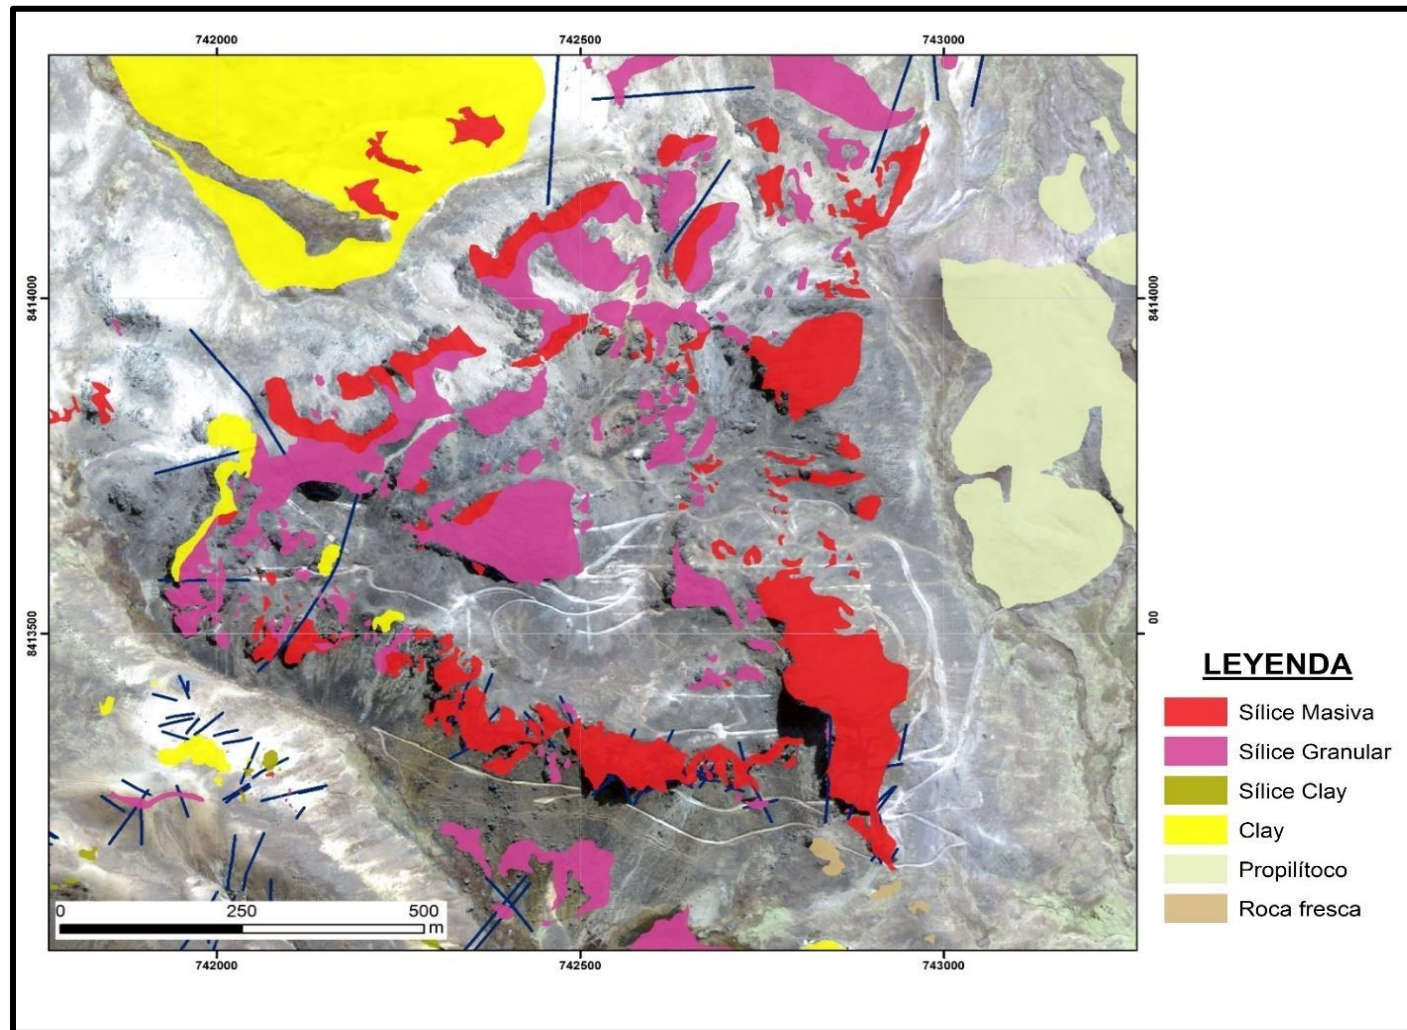 742000 742500 743000
8414000 8414000
8413500 00
LEYENDA
Sílice Masiva
Sílice Granular
Sílice Clay
Clay
Propilítoco
Roca fresca
0 250 500
m
742000 742500 743000